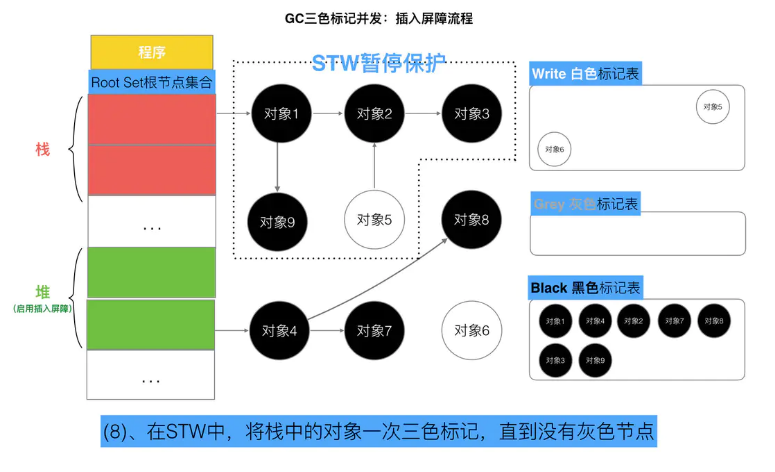 GC三色标记并发：插入屏障流程
程序
Root Set根节点集合
栈
...
堆
(启用插入屏障)
...
STW暂停保护
对象1
对象2
对象3
对象9
对象5
对象8
对象4
对象7
对象6
Write 白色标记表
对象5
对象6
Grey 灰色标记表
Black 黑色标记表
对象1 对象4 对象2 对象7 对象8
对象3 对象9
(8)、在STW中，将栈中的对象一次三色标记，直到没有灰色节点